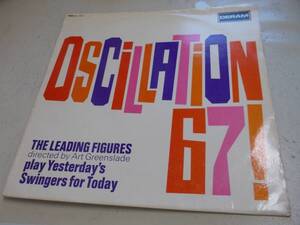 DERAM
OSCiLLATiON
67!
THE LEADING FIGURES
directed by Art Greenslade
play Yesterday's
Swingers for Today